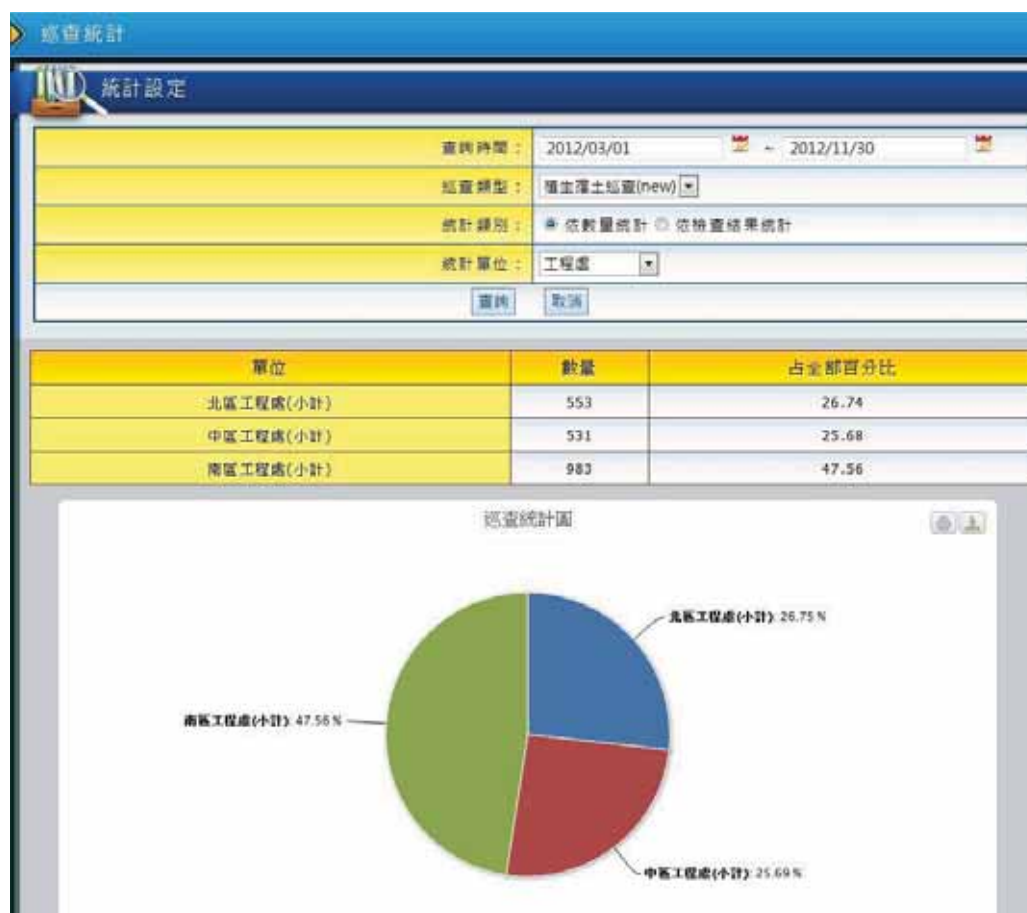 巡查統計
統計設定
查詢時間： 2012/03/01 ~ 2012/11/30
巡查類型： 植生覆土巡查(new)
統計類別： 依數量統計 依檢查結果統計
統計單位： 工程處
查詢 取消
單位 數量 占全部百分比
北區工程處(小計) 553 26.74
中區工程處(小計) 531 25.68
南區工程處(小計) 983 47.56
巡查統計圖
北區工程處(小計): 26.75 %
南區工程處(小計): 47.56 %
中區工程處(小計): 25.69 %